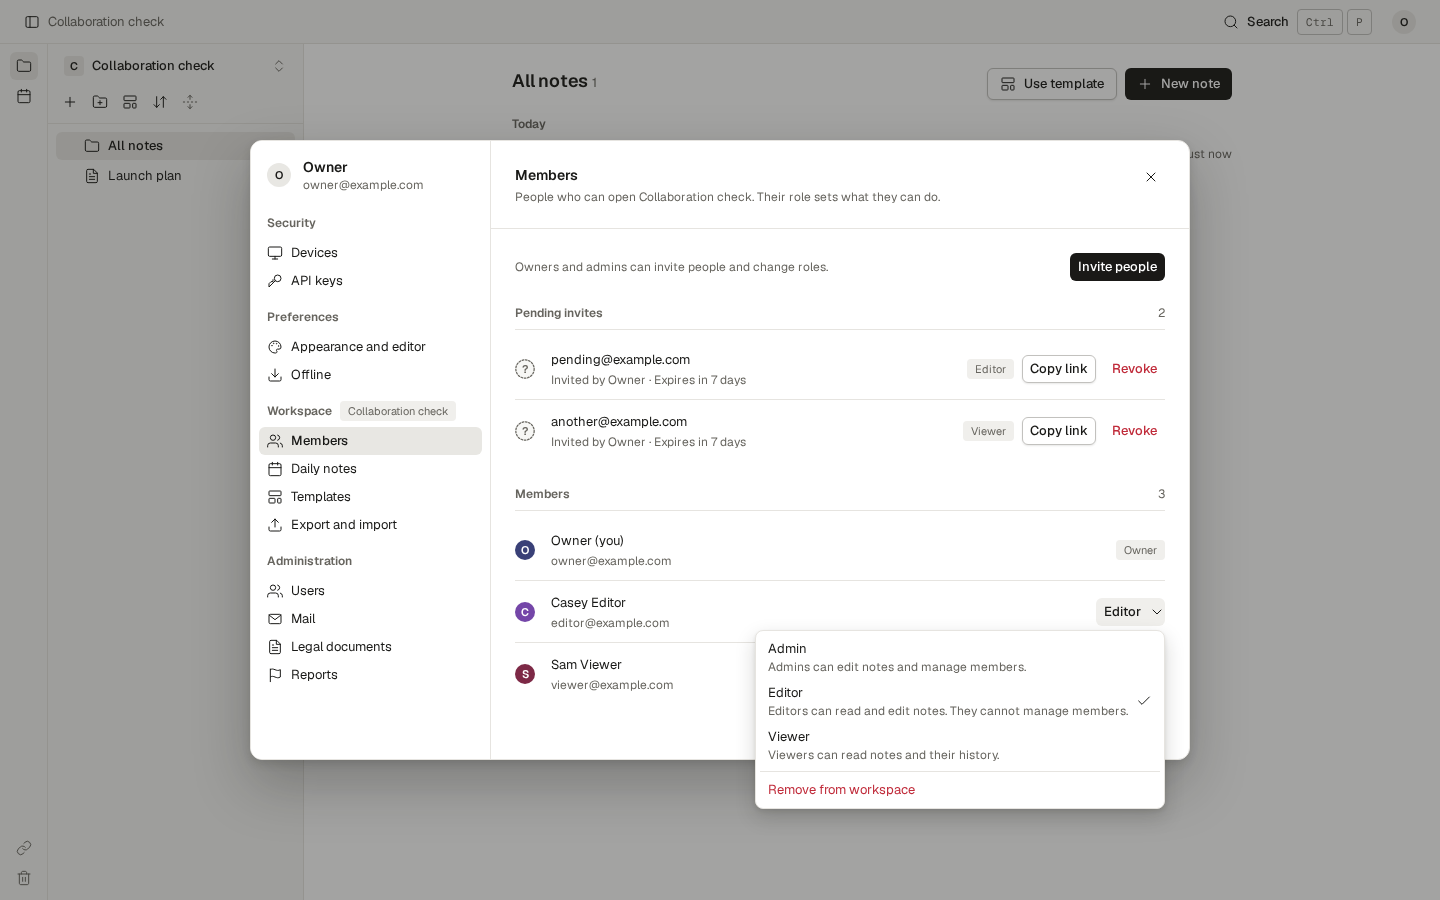 Collaboration check
Search Ctrl P O
C Collaboration check
All notes
Launch plan
All notes 1
Use template
New note
Today
ust now
O Owner
owner@example.com
Security
Devices
API keys
Preferences
Appearance and editor
Offline
Workspace Collaboration check
Members
Daily notes
Templates
Export and import
Administration
Users
Mail
Legal documents
Reports
Members
People who can open Collaboration check. Their role sets what they can do.
Owners and admins can invite people and change roles.
Invite people
Pending invites 2
? pending@example.com
Invited by Owner · Expires in 7 days
Editor Copy link Revoke
? another@example.com
Invited by Owner · Expires in 7 days
Viewer Copy link Revoke
Members 3
O Owner (you)
owner@example.com
Owner
C Casey Editor
editor@example.com
Editor
S Sam Viewer
viewer@example.com
Admin
Admins can edit notes and manage members.
Editor
Editors can read and edit notes. They cannot manage members.
Viewer
Viewers can read notes and their history.
Remove from workspace